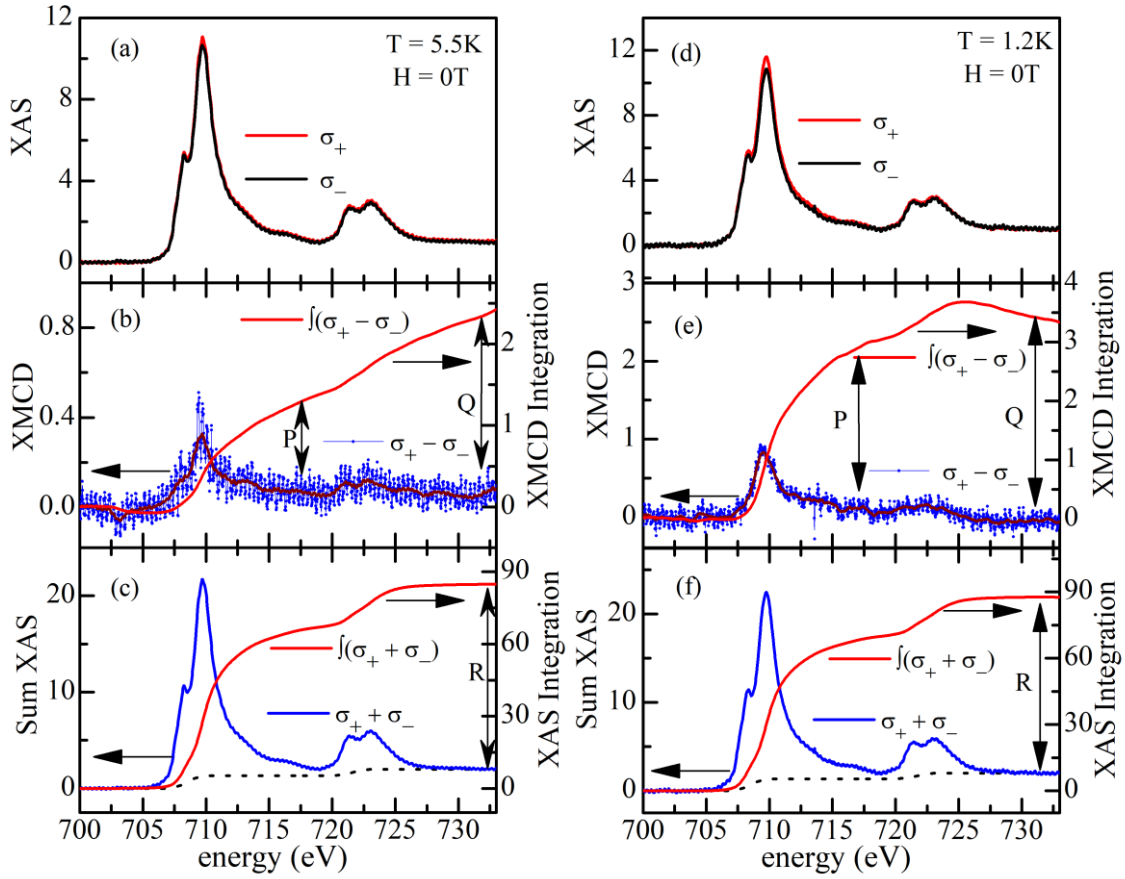 (a)
T = 5.5K
H = 0T
XAS
12
8
4
0
σ+
σ−
(b)
∫(σ+ − σ−)
XMCD
0.8
0.4
0.0
P
Q
σ+ − σ−
2
1
0
XMCD Integration
(c)
Sum XAS
20
10
0
∫(σ+ + σ−)
σ+ + σ−
R
90
60
30
0
XAS Integration
700 705 710 715 720 725 730
energy (eV)
(d)
T = 1.2K
H = 0T
XAS
12
8
4
0
σ+
σ−
(e)
XMCD
3
2
1
0
∫(σ+ − σ−)
P
Q
σ+ − σ−
4
3
2
1
0
XMCD Integration
(f)
Sum XAS
20
10
0
∫(σ+ + σ−)
σ+ + σ−
R
90
60
30
0
XAS Integration
700 705 710 715 720 725 730
energy (eV)